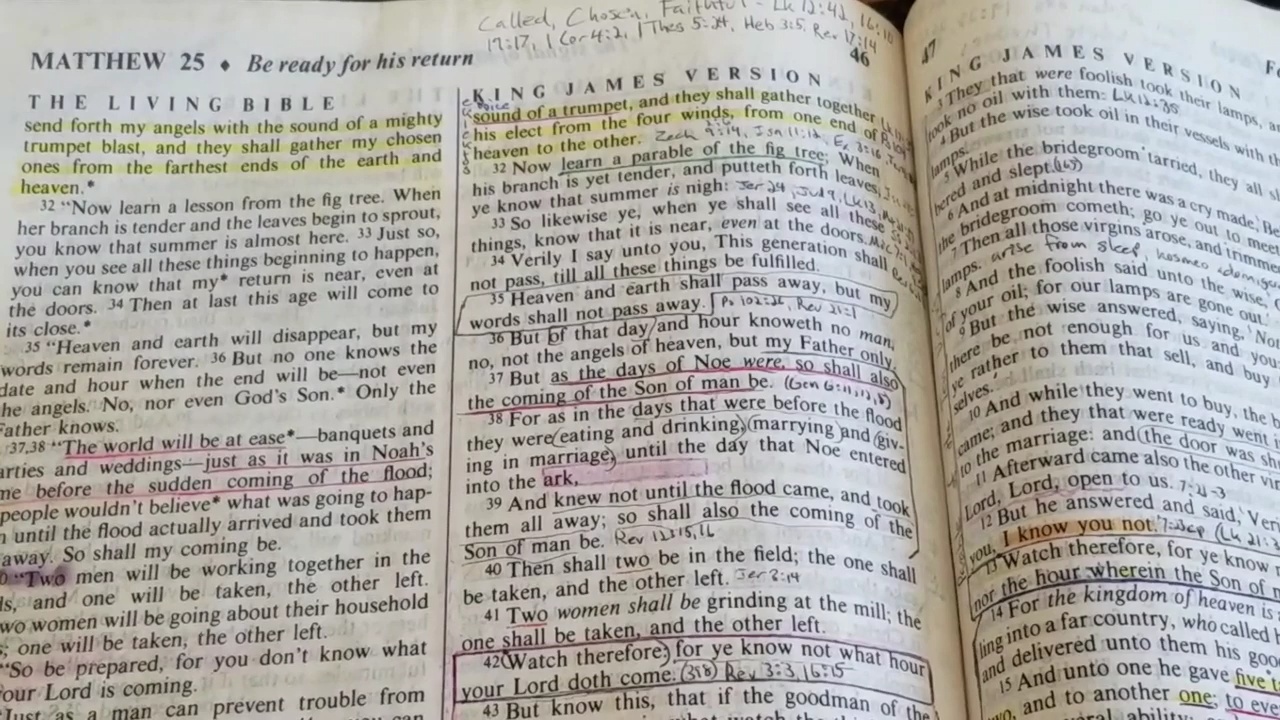 Called, Chosen, Faithful - Lk 12:42, 16:10
19:17, 1 Cor 4:2, 1 Thes 5:24, Heb 3:5, Rev 17:14
MATTHEW 25 ♦ Be ready for his return
46
THE LIVING BIBLE
send forth my angels with the sound of a mighty
trumpet blast, and they shall gather my chosen
ones from the farthest ends of the earth and
heaven.*
32 "Now learn a lesson from the fig tree. When
her branch is tender and the leaves begin to sprout,
you know that summer is almost here. 33 Just so,
when you see all these things beginning to happen,
you can know that my* return is near, even at
the doors. 34 Then at last this age will come to
its close.*
35 "Heaven and earth will disappear, but my
words remain forever. 36 But no one knows the
date and hour when the end will be—not even
the angels. No, nor even God's Son.* Only the
Father knows.
37,38 "The world will be at ease*—banquets and
arties and weddings—just as it was in Noah's
me before the sudden coming of the flood;
people wouldn't believe* what was going to hap-
n until the flood actually arrived and took them
away. So shall my coming be.
"Two men will be working together in the
ds, and one will be taken, the other left.
wo women will be going about their household
s; one will be taken, the other left.
"So be prepared, for you don't know what
our Lord is coming.
"Just as a man can prevent trouble from
KING JAMES VERSION
voice
sound of a trumpet, and they shall gather together
his elect from the four winds, from one end of
heaven to the other. Zech 9:14, Isa 11:12,
32 Now learn a parable of the fig tree; When
his branch is yet tender, and putteth forth leaves,
ye know that summer is nigh: Jer 24,
33 So likewise ye, when ye shall see all these
things, know that it is near, even at the doors.
34 Verily I say unto you, This generation shall
not pass, till all these things be fulfilled.
35 Heaven and earth shall pass away, but my
words shall not pass away. Ps 102:26, Rev 21:1
36 But of that day and hour knoweth no man,
no, not the angels of heaven, but my Father only.
37 But as the days of Noe were, so shall also
the coming of the Son of man be. (Gen 6:
38 For as in the days that were before the flood
they were eating and drinking, marrying and giv-
ing in marriage, until the day that Noe entered
into the ark,
39 And knew not until the flood came, and took
them all away; so shall also the coming of the
Son of man be. Rev 12:15,16
40 Then shall two be in the field; the one shall
be taken, and the other left. Jer 3:14
41 Two women shall be grinding at the mill; the
one shall be taken, and the other left.
42 Watch therefore; for ye know not what hour
your Lord doth come. Rev 3:3, 16:15
43 But know this, that if the goodman of the
47
KING JAMES VERSION
3 They that were foolish took their lamps, a
took no oil with them: Lk 12:35
4 But the wise took oil in their vessels with th
lamps.
5 While the bridegroom tarried, they all s
bered and slept.
6 And at midnight there was a cry made, Be
the bridegroom cometh; go ye out to meet
7 Then all those virgins arose, and trimme
lamps. arise from sleep,
8 And the foolish said unto the wise,
of your oil; for our lamps are gone out.
9 But the wise answered, saying, Not
there be not enough for us and you
ye rather to them that sell, and buy
selves.
10 And while they went to buy, the b
came; and they that were ready went i
to the marriage: and the door was sh
11 Afterward came also the other vir
Lord, Lord, open to us.
12 But he answered and said, Ver
you, I know you not.
13 Watch therefore, for ye know n
nor the hour wherein the Son of m
14 For the kingdom of heaven is
ling into a far country, who called h
and delivered unto them his goo
15 And unto one he gave five t
two, and to another one; to eve